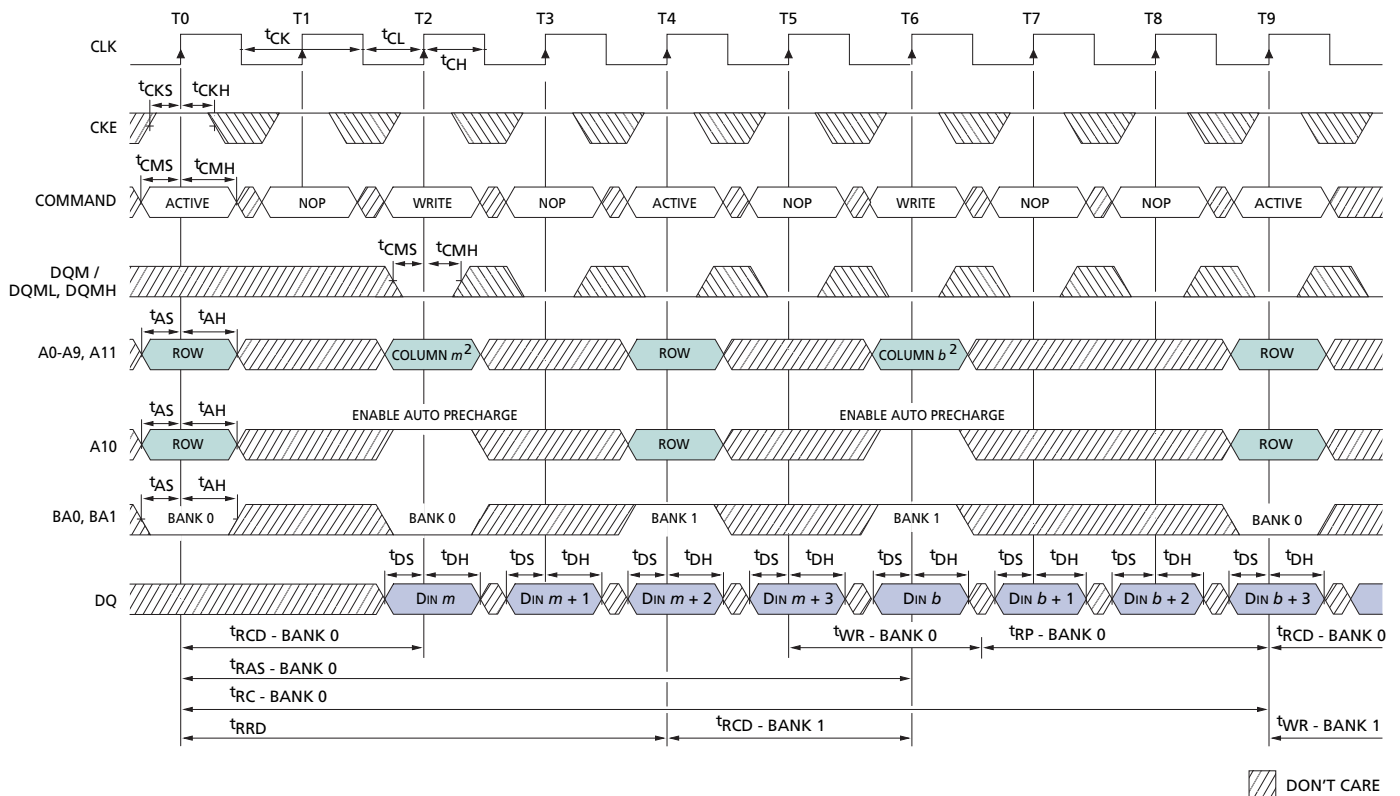 T0 T1 T2 T3 T4 T5 T6 T7 T8 T9
CLK
tCK tCL
tCH
tCKS tCKH
CKE
tCMS tCMH
COMMAND ACTIVE NOP WRITE NOP ACTIVE NOP WRITE NOP NOP ACTIVE
tCMS tCMH
DQM /
DQML, DQMH
tAS tAH
A0-A9, A11 ROW COLUMN m2 ROW COLUMN b2 ROW
tAS tAH ENABLE AUTO PRECHARGE ENABLE AUTO PRECHARGE
A10 ROW ROW ROW
tAS tAH
BA0, BA1 BANK 0 BANK 0 BANK 1 BANK 1 BANK 0
tDS tDH tDS tDH tDS tDH tDS tDH tDS tDH tDS tDH tDS tDH tDS tDH
DQ DIN m DIN m + 1 DIN m + 2 DIN m + 3 DIN b DIN b + 1 DIN b + 2 DIN b + 3
tRCD - BANK 0 tWR - BANK 0 tRP - BANK 0 tRCD - BANK 0
tRAS - BANK 0
tRC - BANK 0
tRRD tRCD - BANK 1 tWR - BANK 1
DON'T CARE